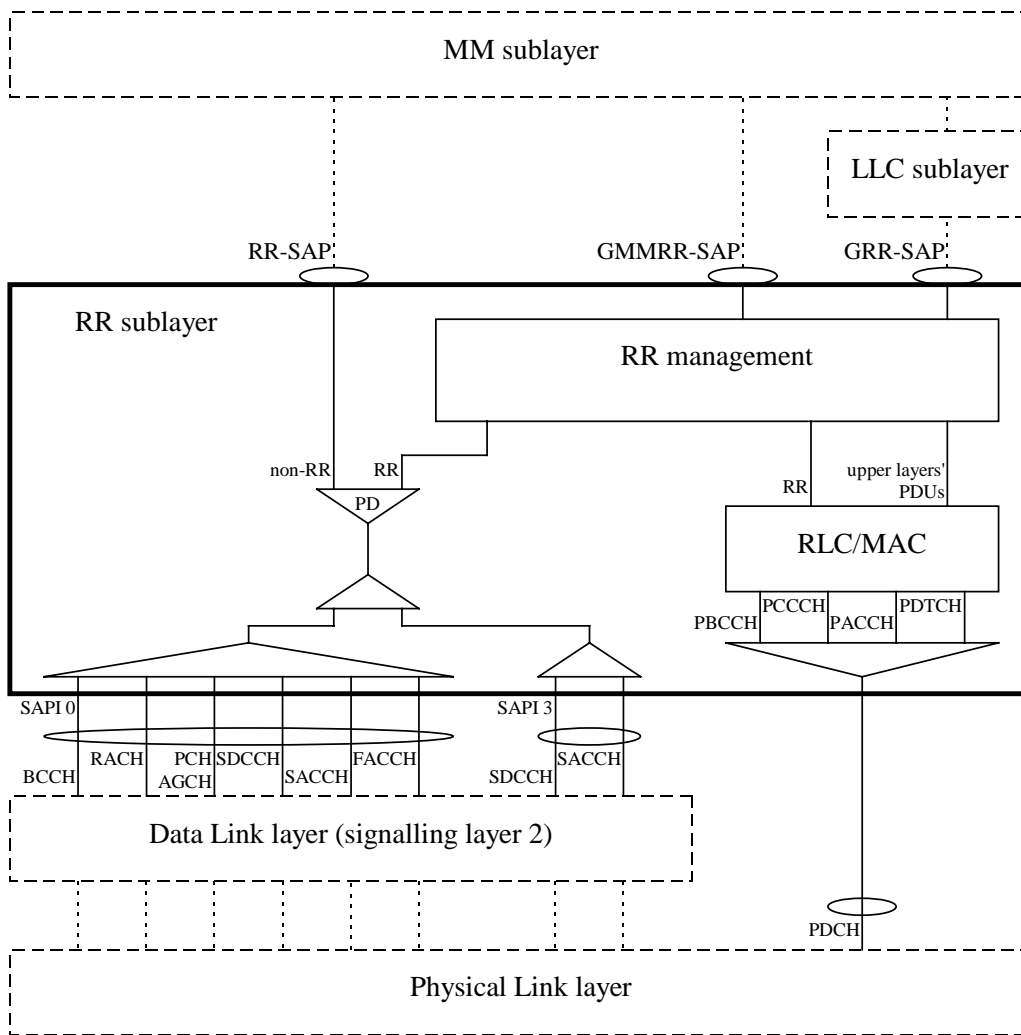 MM sublayer
LLC sublayer
RR-SAP
GMMRR-SAP
GRR-SAP
RR sublayer
RR management
non-RR
RR
upper layers'
PDUs
RR
PD
RLC/MAC
PBCCH
PCCCH
PACCH
PDTCH
SAPI 0
SAPI 3
BCCH
RACH
PCH
AGCH
SDCCH
SACCH
FACCH
SDCCH
SACCH
Data Link layer (signalling layer 2)
PDCH
Physical Link layer